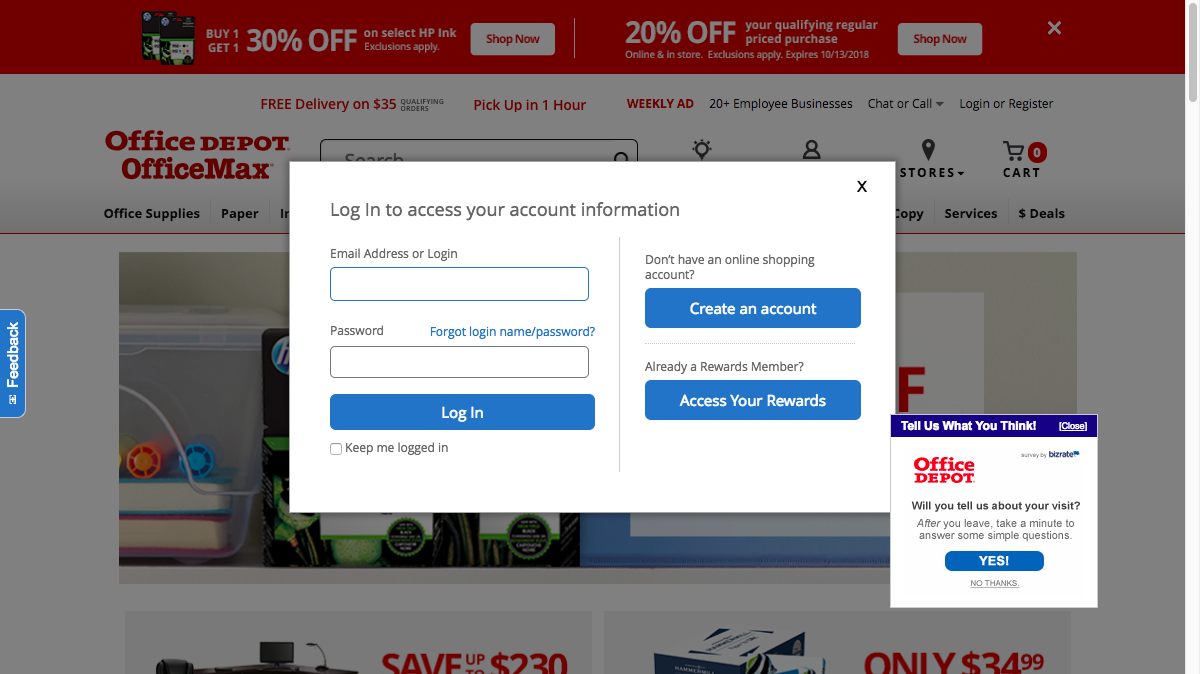 BUY 1
GET 1
30% OFF
on select HP Ink
Exclusions apply.
Shop Now
20% OFF
your qualifying regular
priced purchase
Online & in store. Exclusions apply. Expires 10/13/2018
Shop Now
FREE Delivery on $35 QUALIFYING ORDERS
Pick Up in 1 Hour
WEEKLY AD
20+ Employee Businesses
Chat or Call
Login or Register
Office DEPOT
OfficeMax
Search
STORES
0
CART
Office Supplies
Paper
Copy
Services
$ Deals
X
Log In to access your account information
Email Address or Login
Password
Forgot login name/password?
Log In
Keep me logged in
Don't have an online shopping
account?
Create an account
Already a Rewards Member?
Access Your Rewards
Feedback
Tell Us What You Think!
[Close]
survey by bizrate
Office
DEPOT
Will you tell us about your visit?
After you leave, take a minute to
answer some simple questions.
YES!
NO THANKS.
SAVE UP TO $230
HAMMERMILL
ONLY $34.99